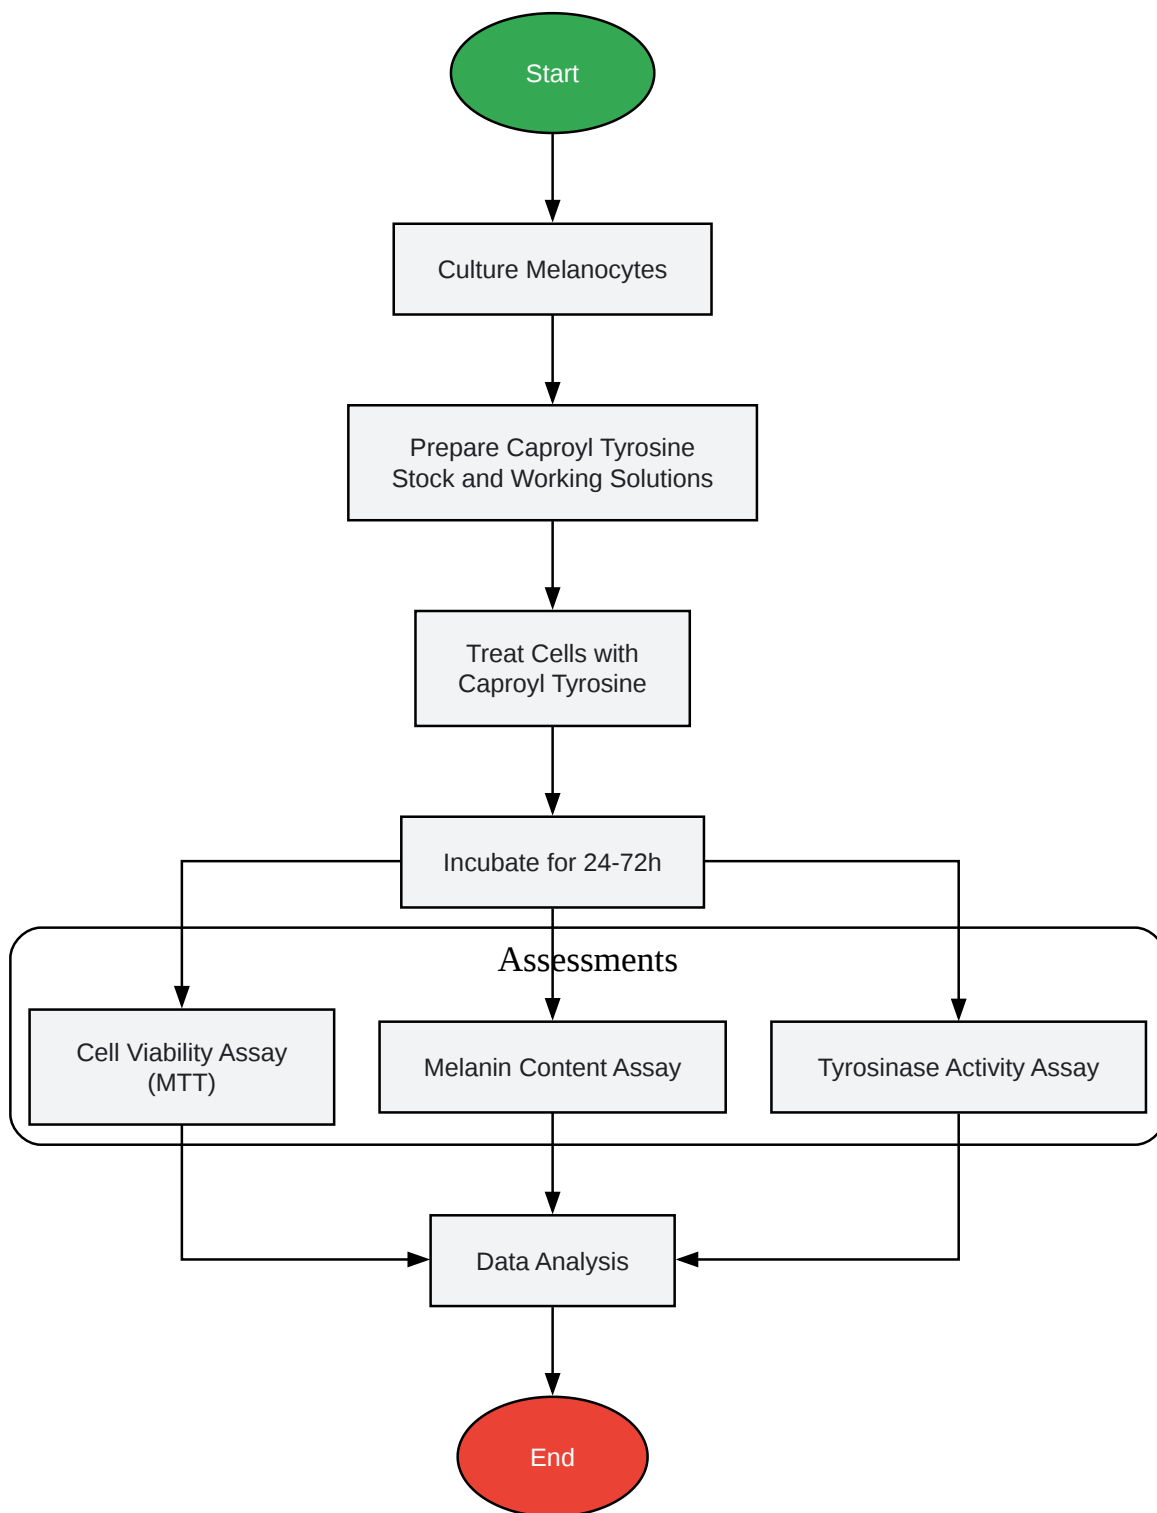 Start
Culture Melanocytes
Prepare Caproyl Tyrosine
Stock and Working Solutions
Treat Cells with
Caproyl Tyrosine
Incubate for 24-72h
Assessments
Cell Viability Assay
(MTT)
Melanin Content Assay
Tyrosinase Activity Assay
Data Analysis
End